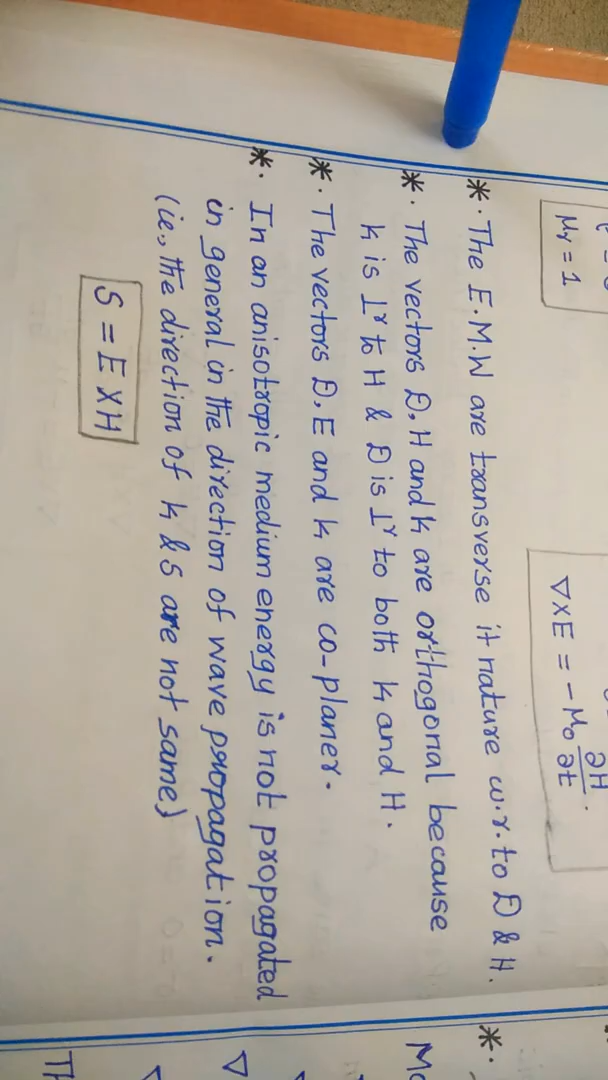 μr = 1
∇×E = -μ₀ ∂H/∂t.
*. The E.M.W are transverse it nature w.r.to D & H.
*. The vectors D, H and k are orthogonal because
k is ⊥r to H & D is ⊥r to both k and H.
*. The vectors D, E and k are co-planer.
*. In an anisotropic medium energy is not propagated
in general in the direction of wave propagation.
(ie., the direction of k & s are not same)
S = E X H
*.
∇